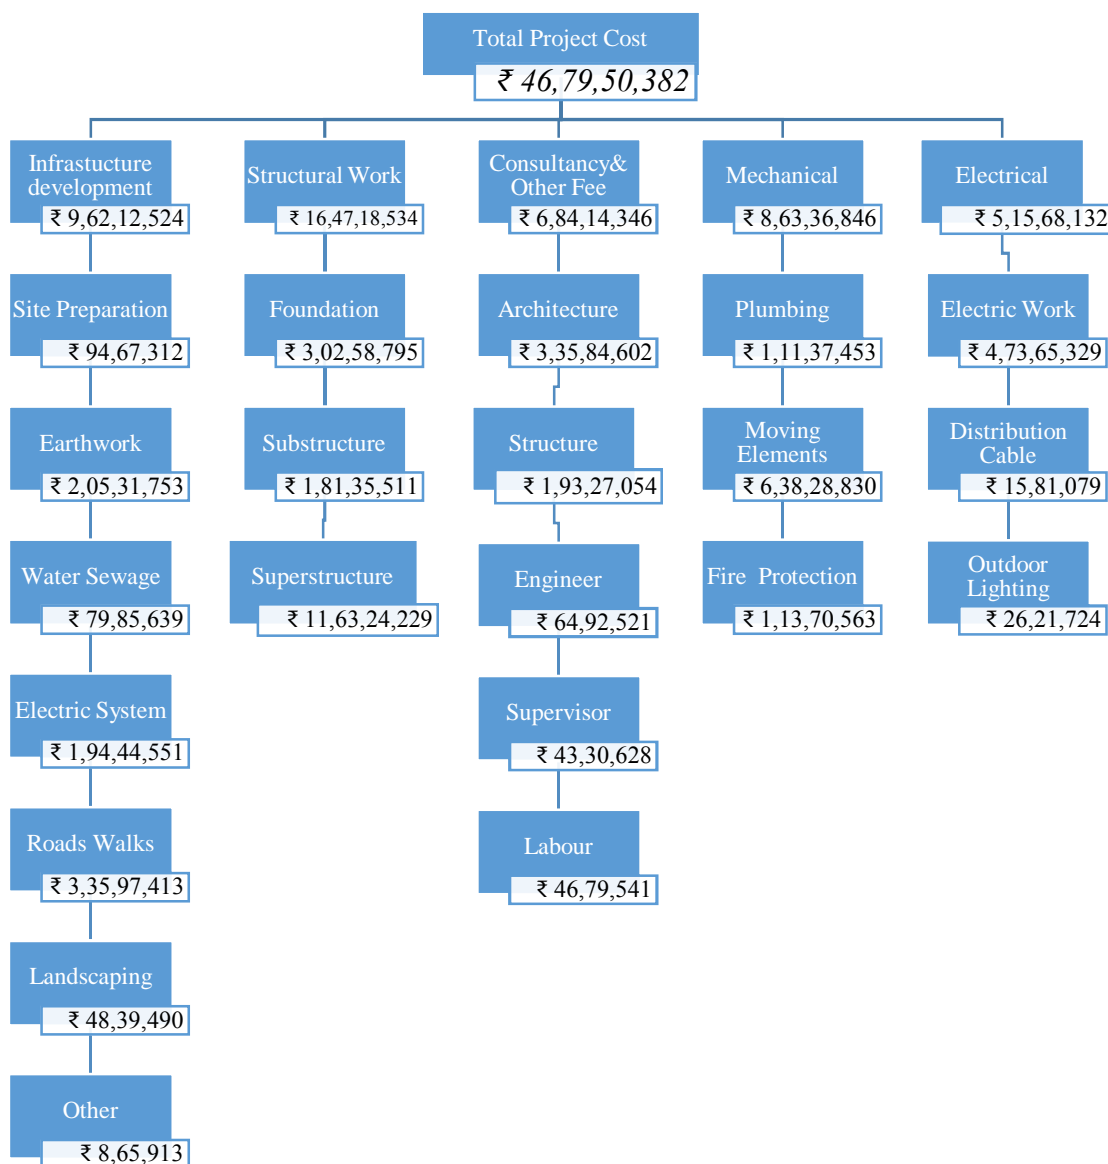 Total Project Cost
₹ 46,79,50,382
Infrastucture
development
₹ 9,62,12,524
Structural Work
₹ 16,47,18,534
Consultancy&
Other Fee
₹ 6,84,14,346
Mechanical
₹ 8,63,36,846
Electrical
₹ 5,15,68,132
Site Preparation
₹ 94,67,312
Foundation
₹ 3,02,58,795
Architecture
₹ 3,35,84,602
Plumbing
₹ 1,11,37,453
Electric Work
₹ 4,73,65,329
Earthwork
₹ 2,05,31,753
Substructure
₹ 1,81,35,511
Structure
₹ 1,93,27,054
Moving
Elements
₹ 6,38,28,830
Distribution
Cable
₹ 15,81,079
Water Sewage
₹ 79,85,639
Superstructure
₹ 11,63,24,229
Engineer
₹ 64,92,521
Fire Protection
₹ 1,13,70,563
Outdoor
Lighting
₹ 26,21,724
Electric System
₹ 1,94,44,551
Supervisor
₹ 43,30,628
Roads Walks
₹ 3,35,97,413
Labour
₹ 46,79,541
Landscaping
₹ 48,39,490
Other
₹ 8,65,913